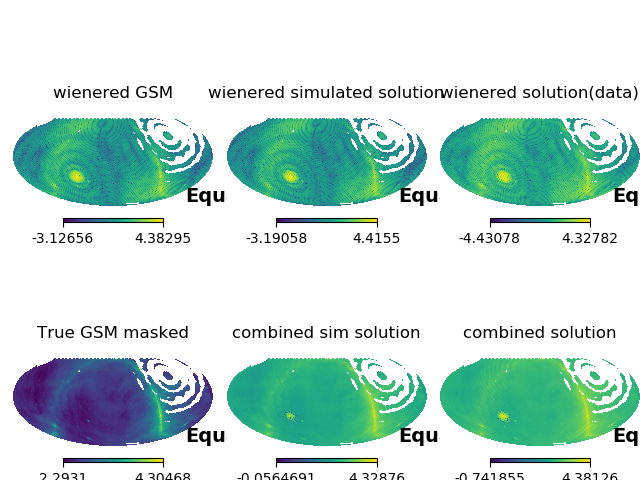 wienered GSM
wienered simulated solution
wienered solution(data)
Equ
Equ
Eq
-3.12656 4.38295
-3.19058 4.4155
-4.43078 4.32782
True GSM masked
combined sim solution
combined solution
Equ
Equ
Eq
2.2931 4.30468
-0.0564691 4.32876
-0.741855 4.38126